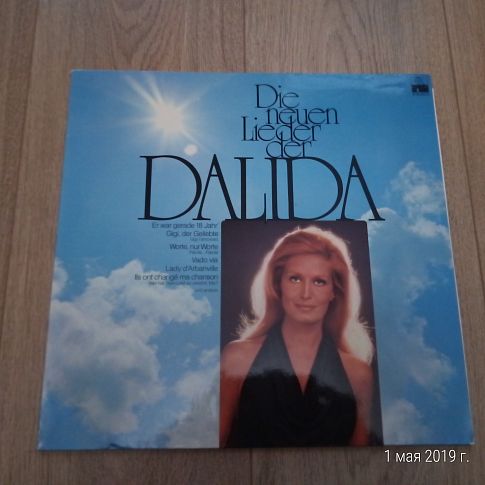 Die
neuen
Lieder
der
DALIDA
Er war gerade 18 Jahr'
Gigi, der Geliebte
Worte, nur Worte
Vado via
Lady d'Arbanville
Ils ont changé ma chanson
1 мая 2019 г.